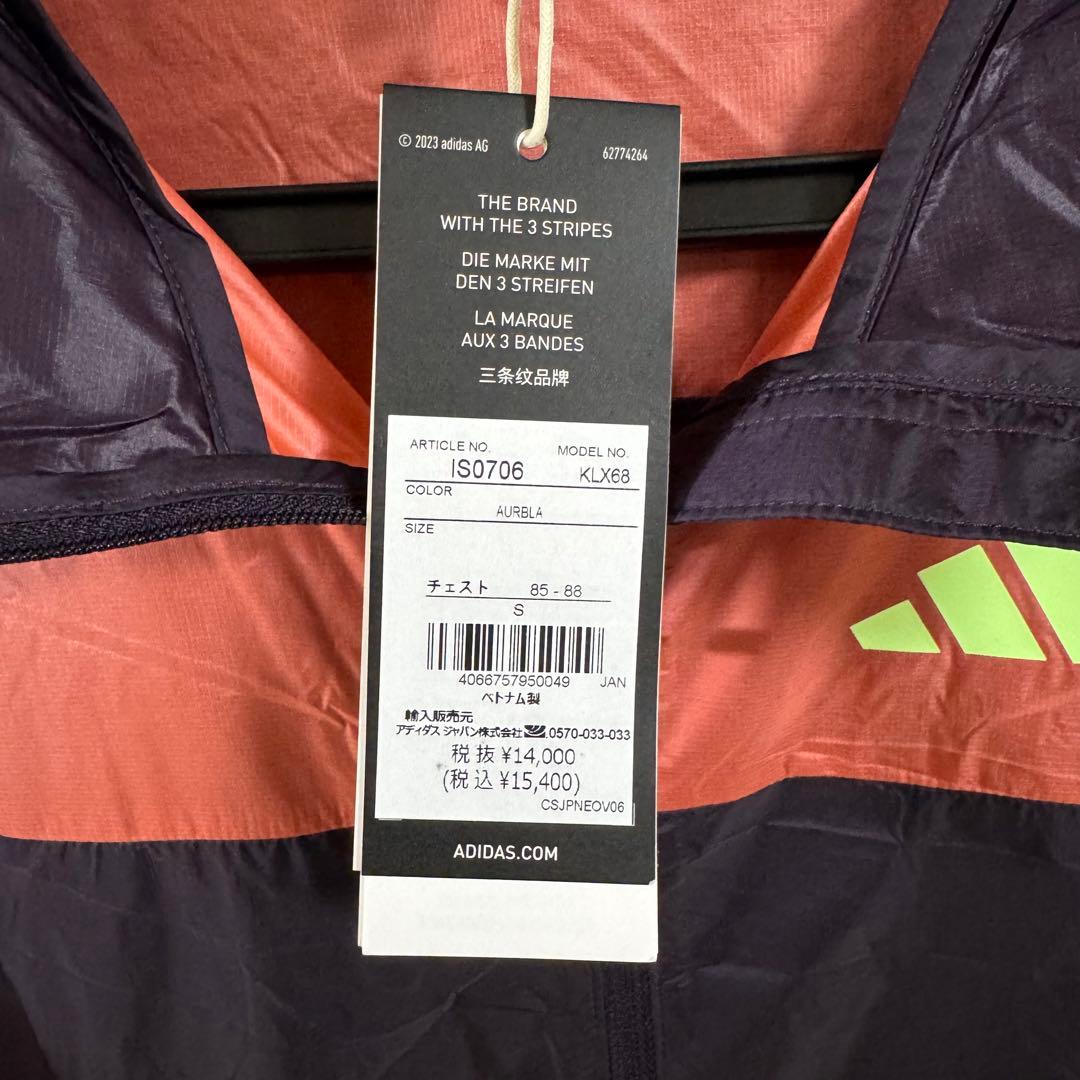 © 2023 adidas AG
62774264
THE BRAND
WITH THE 3 STRIPES
DIE MARKE MIT
DEN 3 STREIFEN
LA MARQUE
AUX 3 BANDES
三条纹品牌
ARTICLE NO. MODEL NO.
IS0706 KLX68
COLOR
AURBLA
SIZE
チェスト 85 - 88
S
4066757950049 JAN
ベトナム製
輸入販売元
アディダス ジャパン株式会社 0570-033-033
税抜 ¥14,000
(税込 ¥15,400)
CSJPNEOV06
ADIDAS.COM